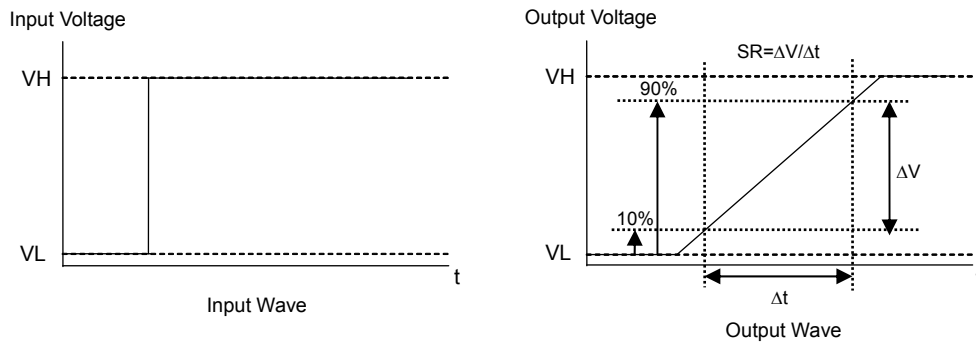 Input Voltage
VH
VL
t
Input Wave
Output Voltage
SR=ΔV/Δt
VH
90%
ΔV
10%
VL
t
Δt
Output Wave